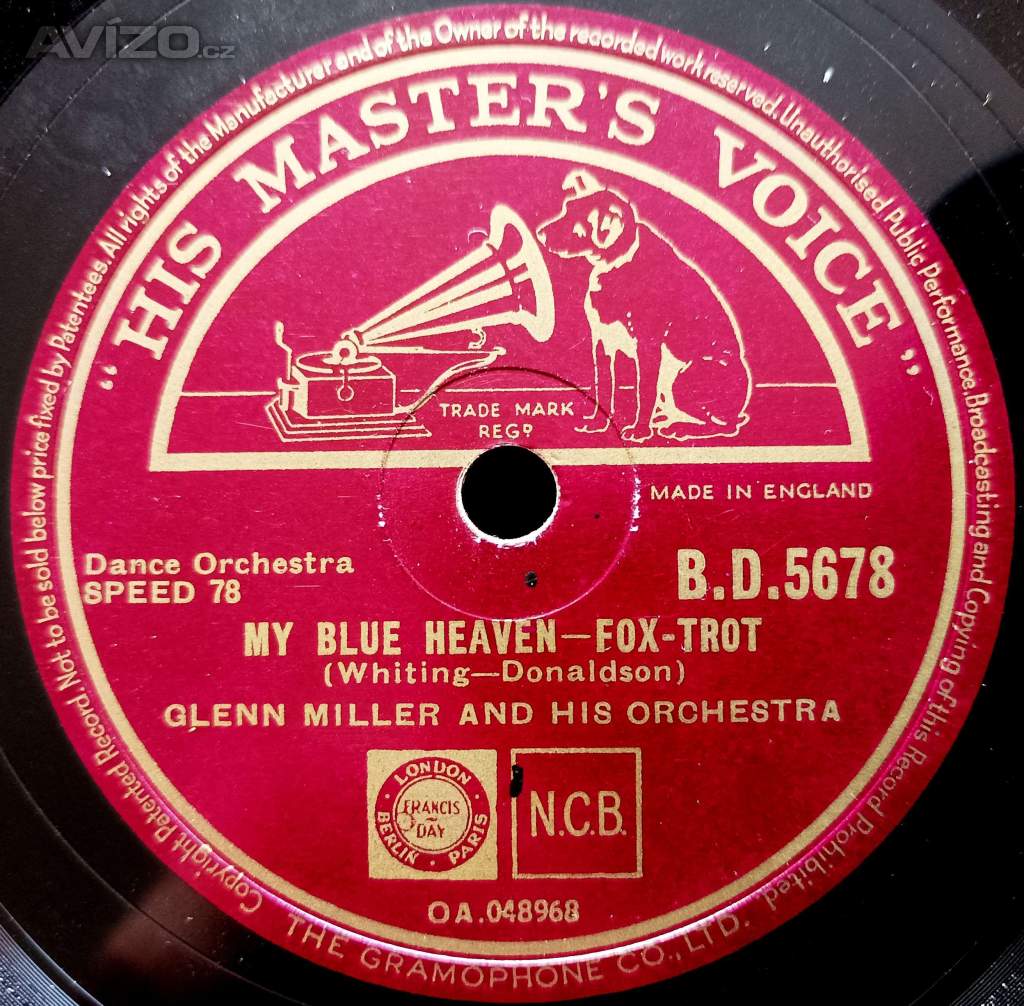 AVÍZO.cz
Copyright Patented Record. Not to be sold below price fixed by Patentees. All rights of the Manufacturer and of the Owner of the recorded work reserved. Unauthorised Public Performance, Broadcasting and Copying of this Record Prohibited.
"HIS MASTER'S VOICE"
TRADE MARK
REGD
MADE IN ENGLAND
Dance Orchestra
SPEED 78
B.D.5678
MY BLUE HEAVEN—FOX-TROT
(Whiting—Donaldson)
GLENN MILLER AND HIS ORCHESTRA
LONDON
FRANCIS
DAY
BERLIN · PARIS
N.C.B.
OA.048968
THE GRAMOPHONE CO., LTD.